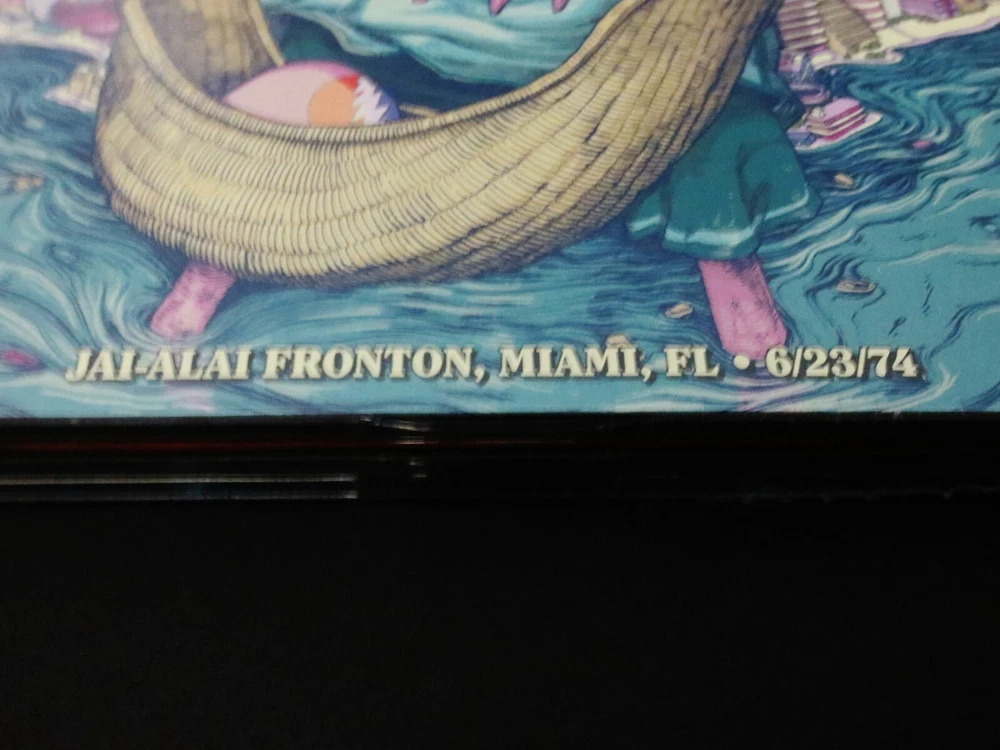 JAI-ALAI FRONTON, MIAMI, FL • 6/23/74